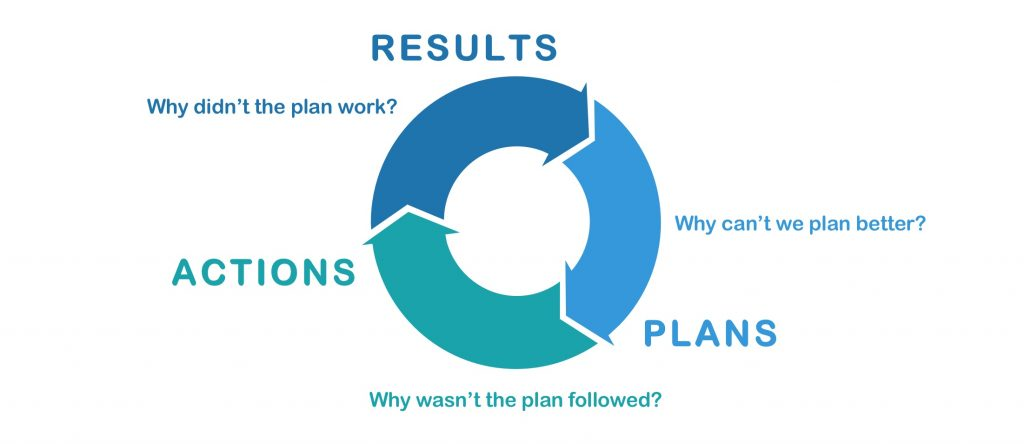 RESULTS
Why didn’t the plan work?
Why can’t we plan better?
ACTIONS
PLANS
Why wasn’t the plan followed?